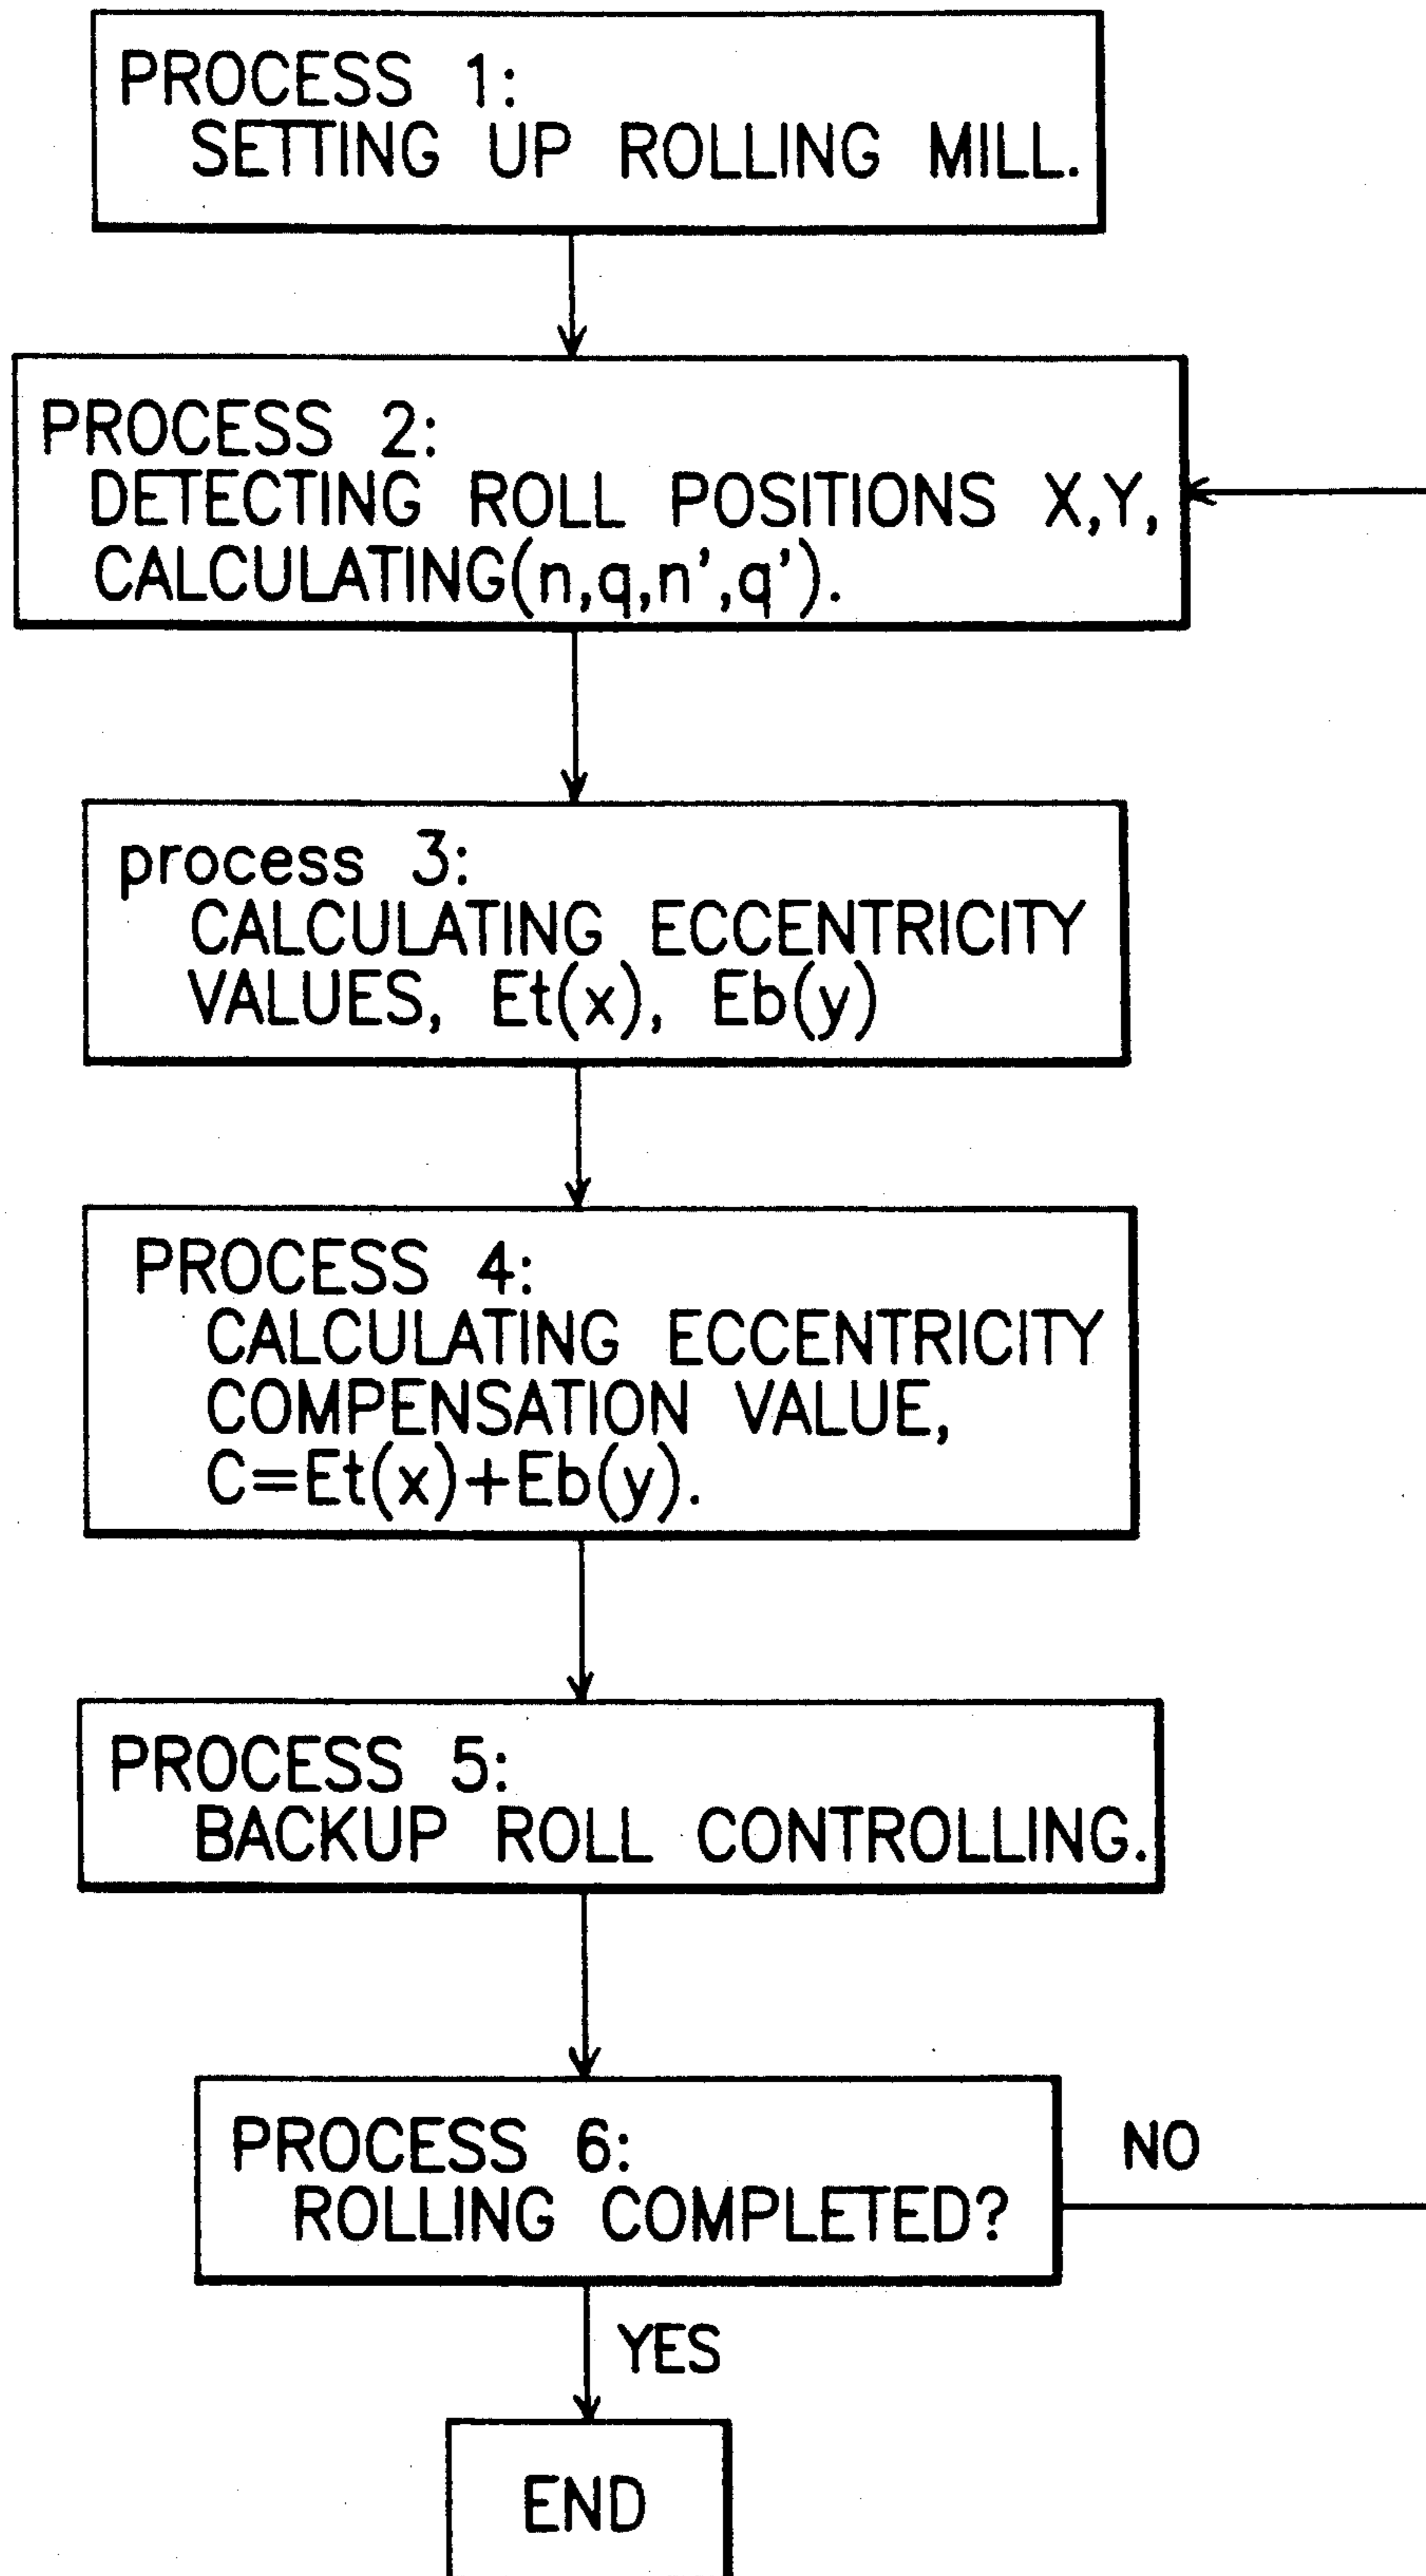 PROCESS 1:
SETTING UP ROLLING MILL.
PROCESS 2:
DETECTING ROLL POSITIONS X,Y,
CALCULATING(n,q,n',q').
process 3:
CALCULATING ECCENTRICITY
VALUES, Et(x), Eb(y)
PROCESS 4:
CALCULATING ECCENTRICITY
COMPENSATION VALUE,
C=Et(x)+Eb(y).
PROCESS 5:
BACKUP ROLL CONTROLLING.
PROCESS 6:
ROLLING COMPLETED?
NO
YES
END